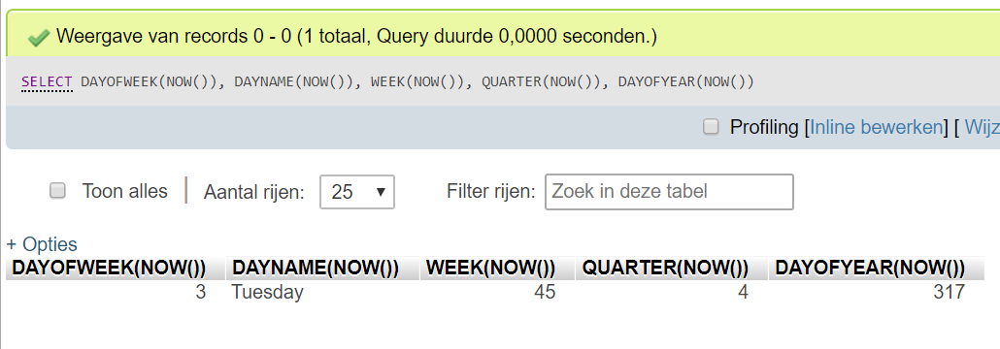 Weergave van records 0 - 0 (1 totaal, Query duurde 0,0000 seconden.)
SELECT DAYOFWEEK(NOW()), DAYNAME(NOW()), WEEK(NOW()), QUARTER(NOW()), DAYOFYEAR(NOW())
Profiling [Inline bewerken] [ Wijz
Toon alles | Aantal rijen: 25 Filter rijen: Zoek in deze tabel
+ Opties
DAYOFWEEK(NOW()) DAYNAME(NOW()) WEEK(NOW()) QUARTER(NOW()) DAYOFYEAR(NOW())
3 Tuesday 45 4 317